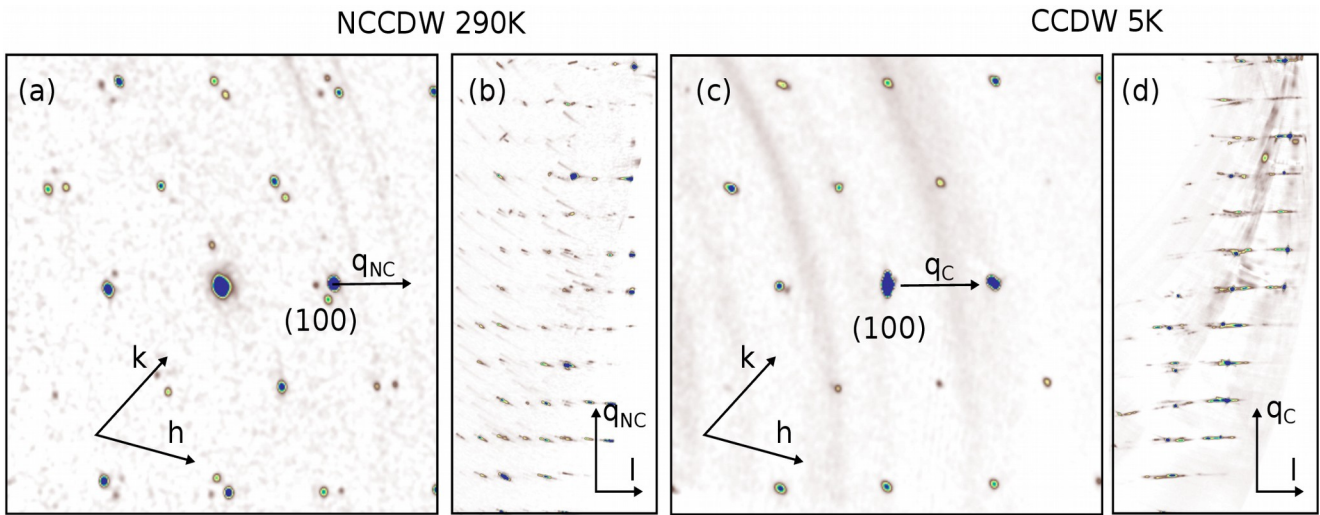 NCCDW 290K
CCDW 5K
(a)
(b)
(c)
(d)
q_NC
(100)
k
h
q_NC
l
q_C
(100)
k
h
q_C
l